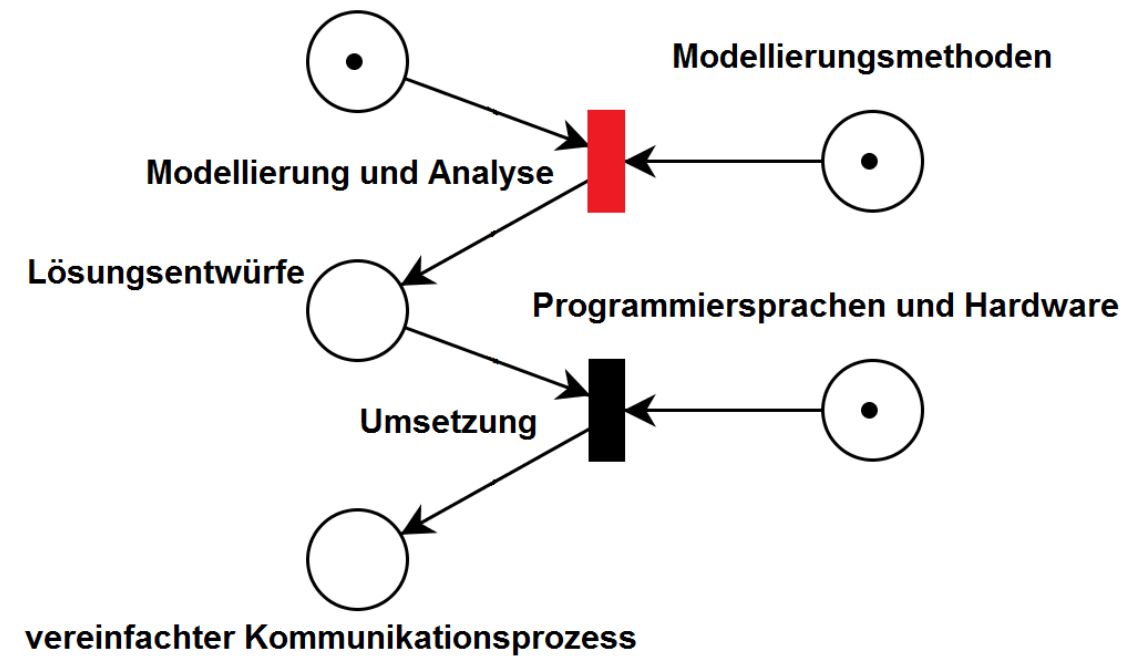 Modellierungsmethoden
Modellierung und Analyse
Lösungsentwürfe
Programmiersprachen und Hardware
Umsetzung
vereinfachter Kommunikationsprozess